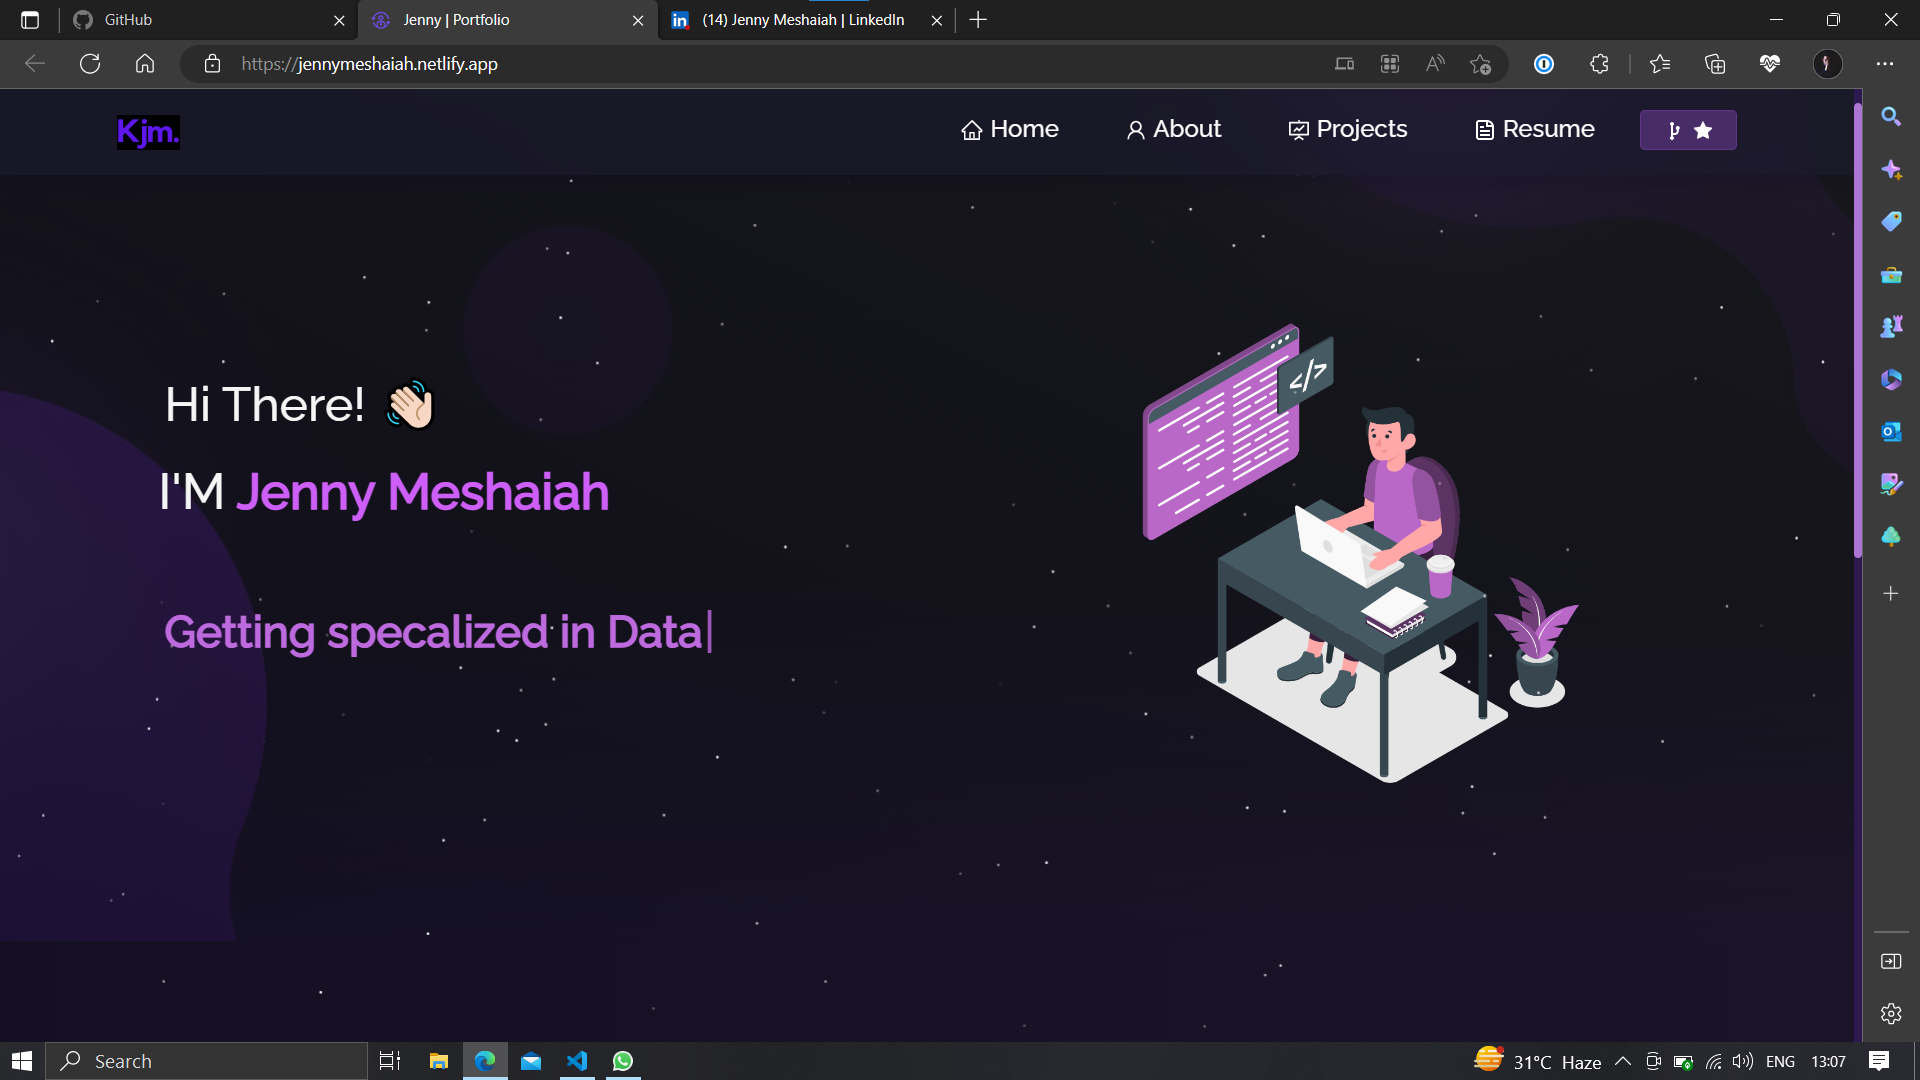 GitHub
Jenny | Portfolio
(14) Jenny Meshaiah | LinkedIn
https://jennymeshaiah.netlify.app
Kjm.
Home
About
Projects
Resume
Hi There! 👋🏻
I'M Jenny Meshaiah
Getting specalized in Data|
</>
Search
31°C Haze
ENG
13:07